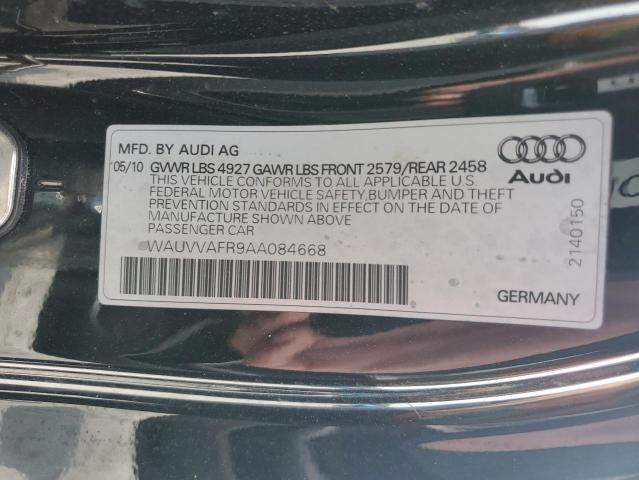 MFD. BY AUDI AG
05/10 GVWR LBS 4927 GAWR LBS FRONT 2579/REAR 2458
THIS VEHICLE CONFORMS TO ALL APPLICABLE U.S.
FEDERAL MOTOR VEHICLE SAFETY,BUMPER AND THEFT
PREVENTION STANDARDS IN EFFECT ON THE DATE OF
MANUFACTURE SHOWN ABOVE
PASSENGER CAR
WAUVVAFR9AA084668
GERMANY
Audi
2140150